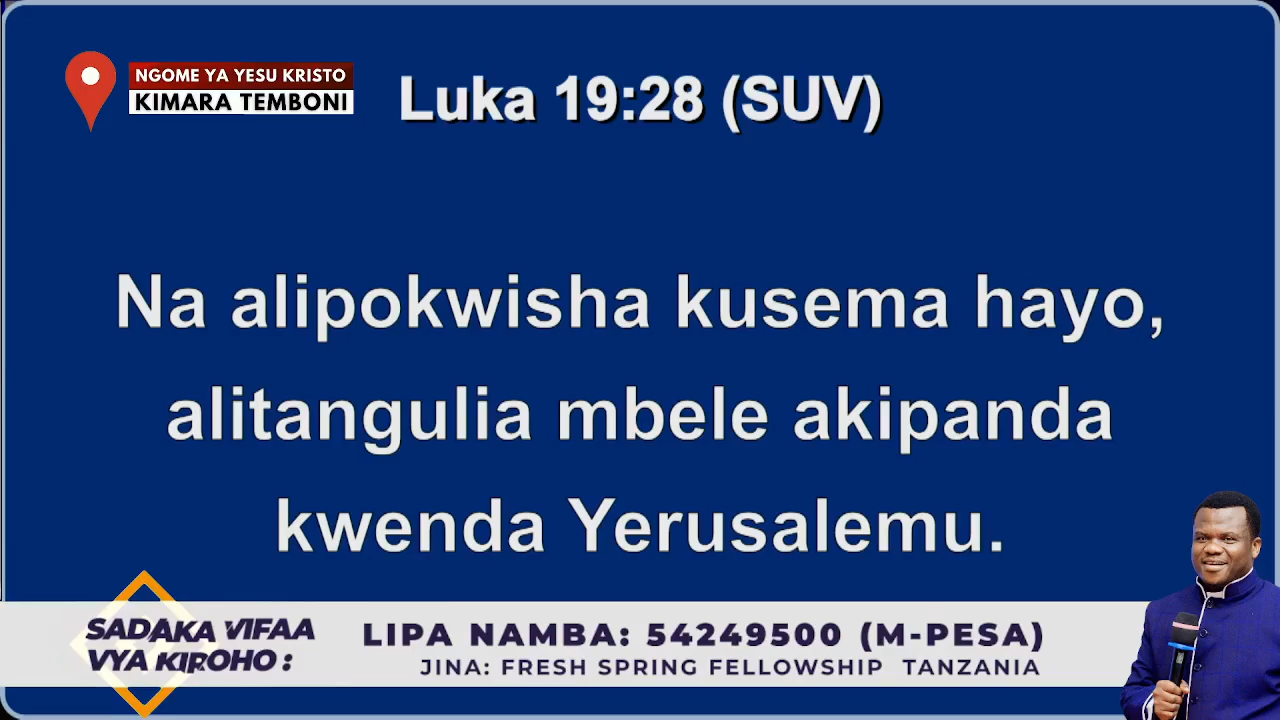 NGOME YA YESU KRISTO
KIMARA TEMBONI
Luka 19:28 (SUV)
Na alipokwisha kusema hayo,
alitangulia mbele akipanda
kwenda Yerusalemu.
SADAKA VIFAA
VYA KIROHO :
LIPA NAMBA: 54249500 (M-PESA)
JINA: FRESH SPRING FELLOWSHIP TANZANIA